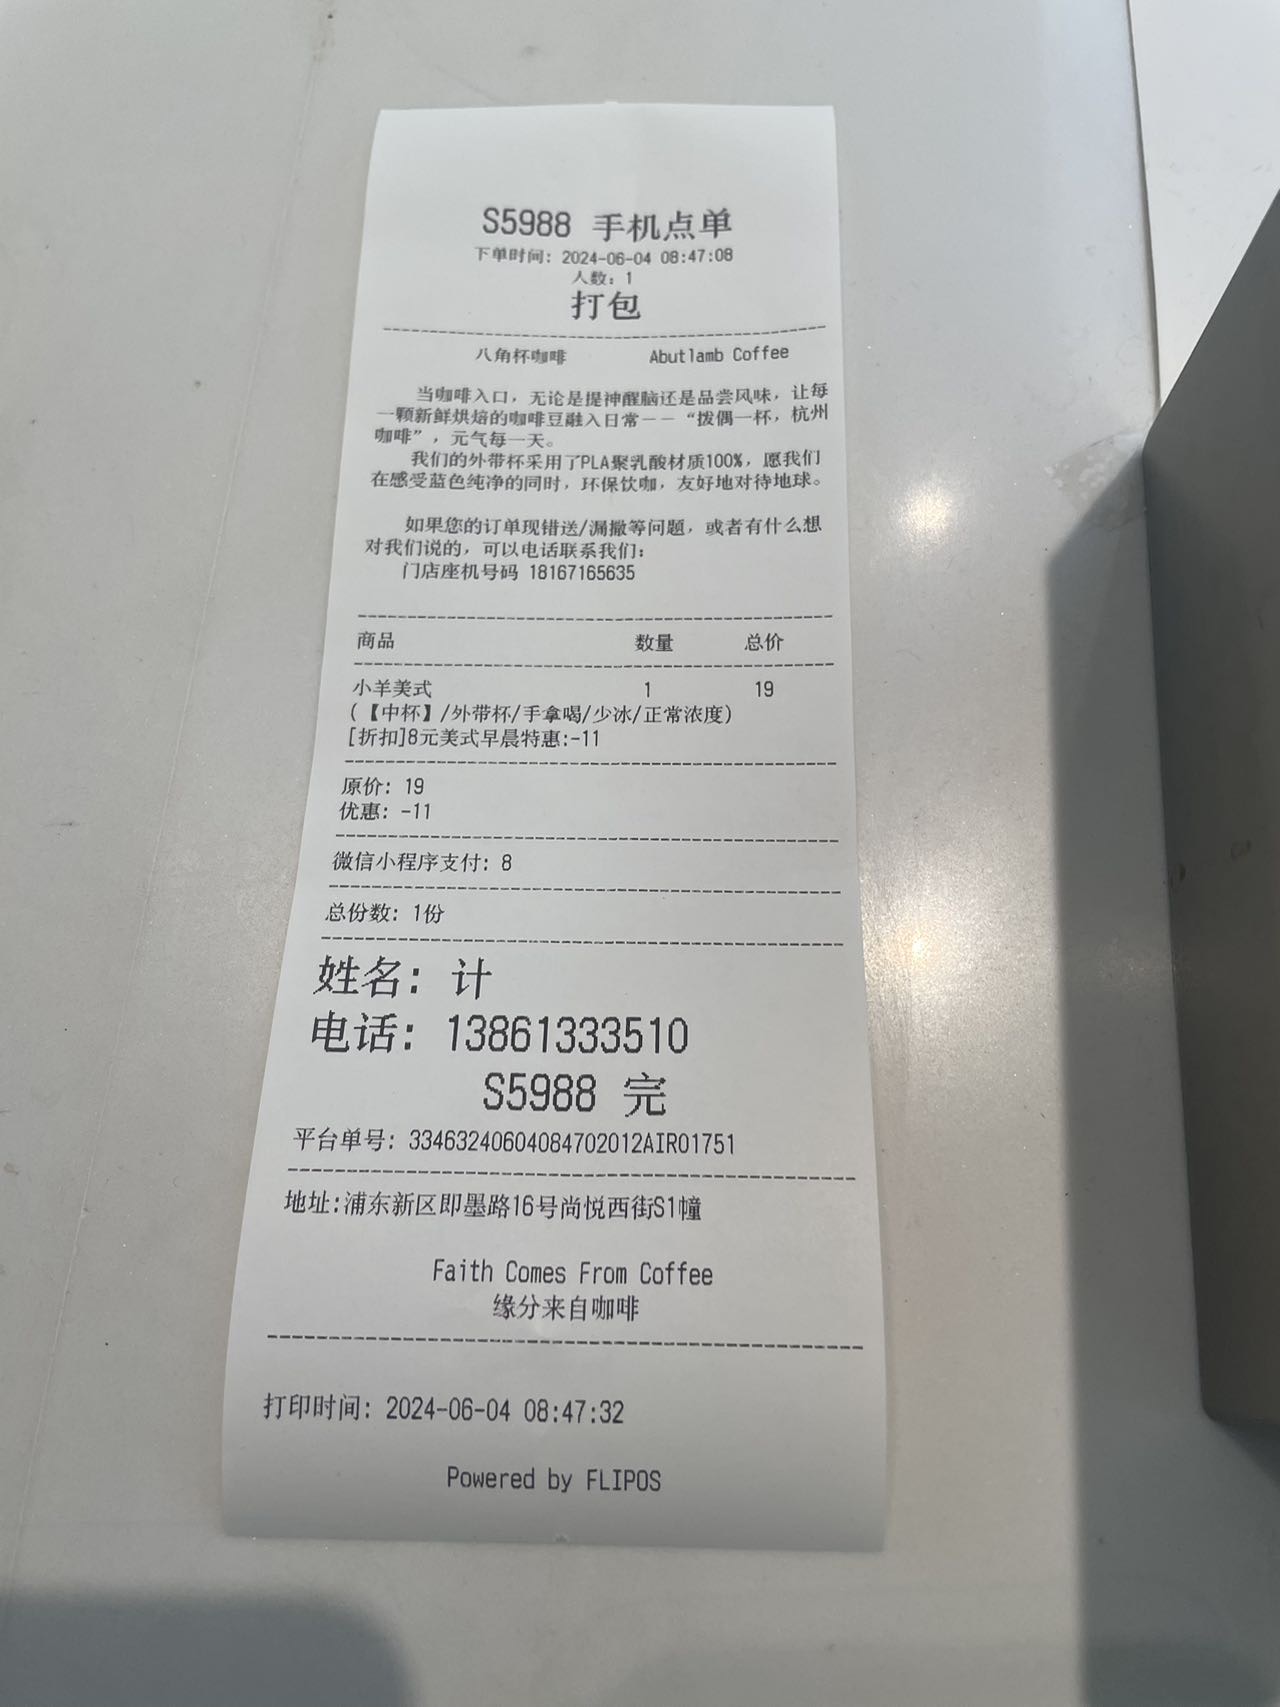 S5988 手机点单
下单时间: 2024-06-04 08:47:08
人数: 1
打包
八角杯咖啡 Abutlamb Coffee
当咖啡入口，无论是提神醒脑还是品尝风味，让每
一颗新鲜烘焙的咖啡豆融入日常——“拨偶一杯，杭州
咖啡”，元气每一天。
我们的外带杯采用了PLA聚乳酸材质100%，愿我们
在感受蓝色纯净的同时，环保饮咖，友好地对待地球。
如果您的订单现错送/漏撒等问题，或者有什么想
对我们说的，可以电话联系我们:
门店座机号码 18167165635
商品 数量 总价
小羊美式 1 19
(【中杯】/外带杯/手拿喝/少冰/正常浓度)
[折扣]8元美式早晨特惠:-11
原价: 19
优惠: -11
微信小程序支付: 8
总份数: 1份
姓名: 计
电话: 13861333510
S5988 完
平台单号: 33463240604084702012AIR01751
地址:浦东新区即墨路16号尚悦西街S1幢
Faith Comes From Coffee
缘分来自咖啡
打印时间: 2024-06-04 08:47:32
Powered by FLIPOS